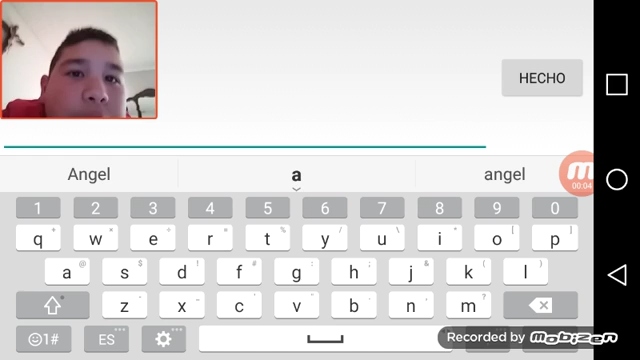 HECHO
Angel a angel
00:04
1 2 3 4 5 6 7 8 9 0
q w e r t y u i o p
a s d f g h j k l
z x c v b n m
1# ES
Recorded by Mobizen